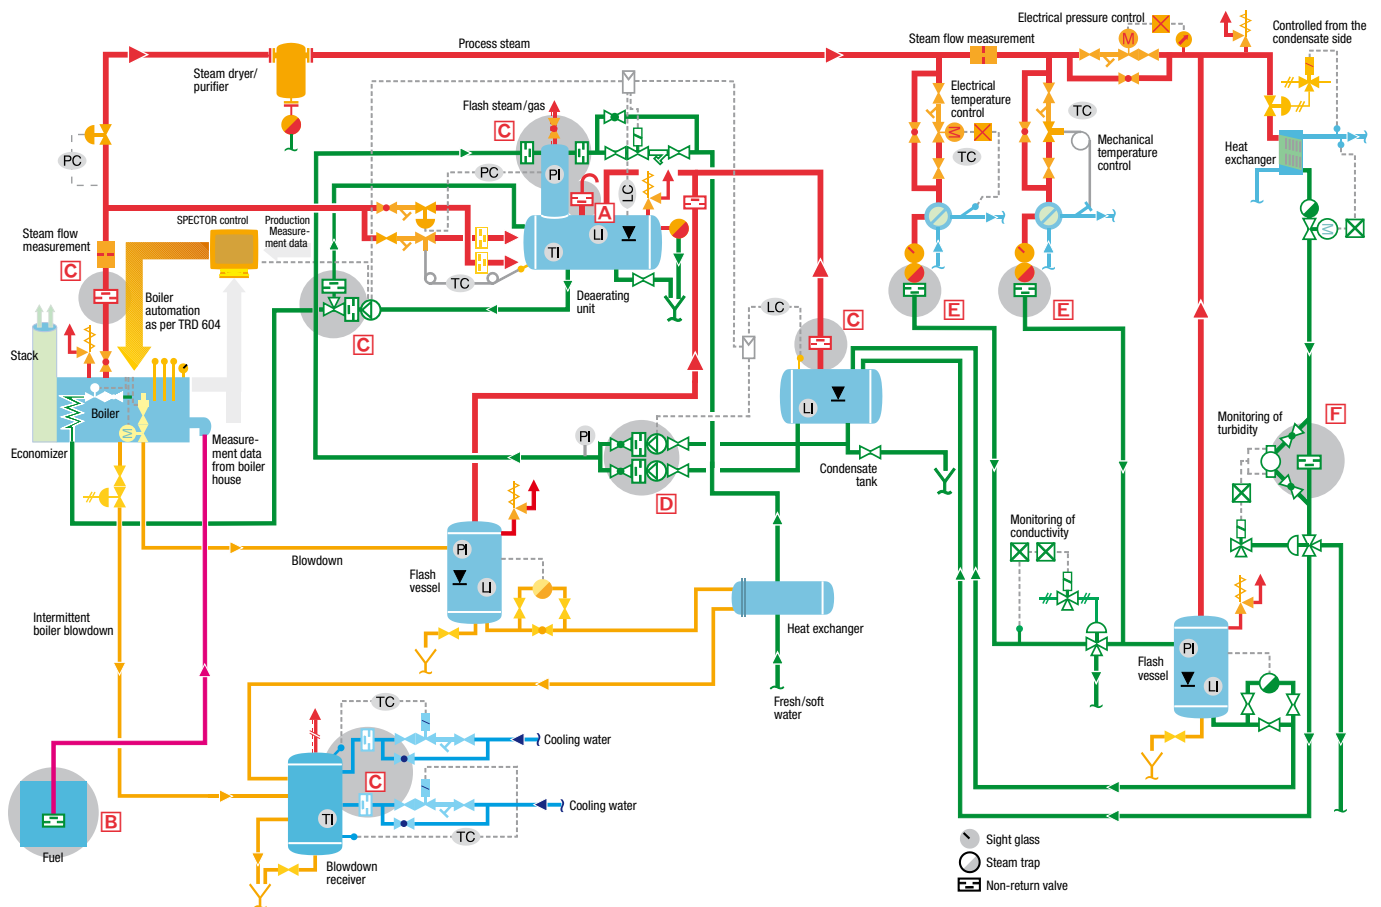 Process steam
Steam dryer/
purifier
PC
Steam flow
measurement
C
SPECTOR control
Production
Measure-
ment data
Boiler
automation
as per TRD 604
Stack
Boiler
M
Economizer
Measure-
ment data
from boiler
house
Flash steam/gas
C
PI
PC
LC
A
LI
TI
TC
Deaerating
unit
C
Steam flow measurement
Electrical pressure control
M
Electrical
temperature
control
M
TC
TC
Mechanical
temperature
control
E
E
Controlled from the
condensate side
Heat
exchanger
M
LC
C
LI
Condensate
tank
PI
D
Monitoring of
turbidity
F
Monitoring of
conductivity
Blowdown
Flash
vessel
PI
LI
Heat exchanger
Fresh/soft
water
Intermittent
boiler blowdown
Flash
vessel
PI
LI
TC
Cooling water
C
Cooling water
TC
TI
Blowdown
receiver
B
Fuel
Sight glass
Steam trap
Non-return valve